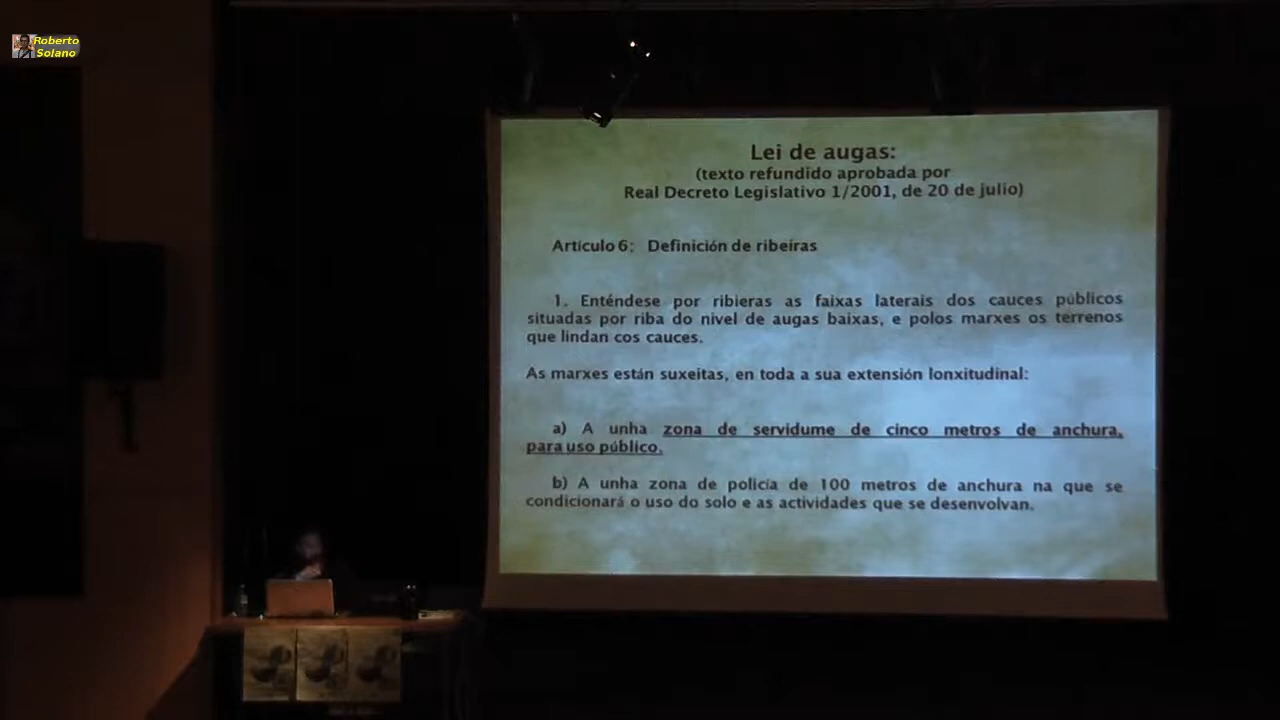 Roberto
Solano
Lei de augas:
(texto refundido aprobada por
Real Decreto Legislativo 1/2001, de 20 de julio)
Artículo 6: Definición de ribeiras
1. Enténdese por ribieras as faixas laterais dos cauces públicos
situadas por riba do nivel de augas baixas, e polos marxes os terrenos
que lindan cos cauces.
As marxes están suxeitas, en toda a sua extensión lonxitudinal:
a) A unha zona de servidume de cinco metros de anchura,
para uso público.
b) A unha zona de policía de 100 metros de anchura na que se
condicionará o uso do solo e as actividades que se desenvolvan.